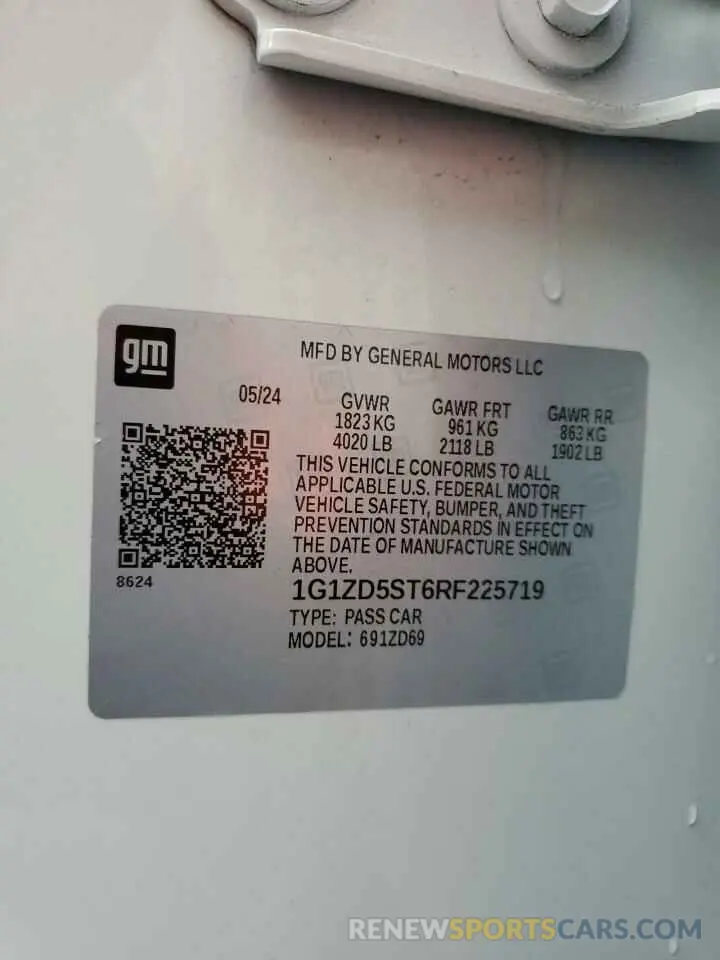 gm
MFD BY GENERAL MOTORS LLC
05/24
GVWR
1823 KG
4020 LB
GAWR FRT
961 KG
2118 LB
GAWR RR
863 KG
1902 LB
THIS VEHICLE CONFORMS TO ALL
APPLICABLE U.S. FEDERAL MOTOR
VEHICLE SAFETY, BUMPER, AND THEFT
PREVENTION STANDARDS IN EFFECT ON
THE DATE OF MANUFACTURE SHOWN
ABOVE.
8624
1G1ZD5ST6RF225719
TYPE: PASS CAR
MODEL: 691ZD69
RENEWSPORTSCARS.COM